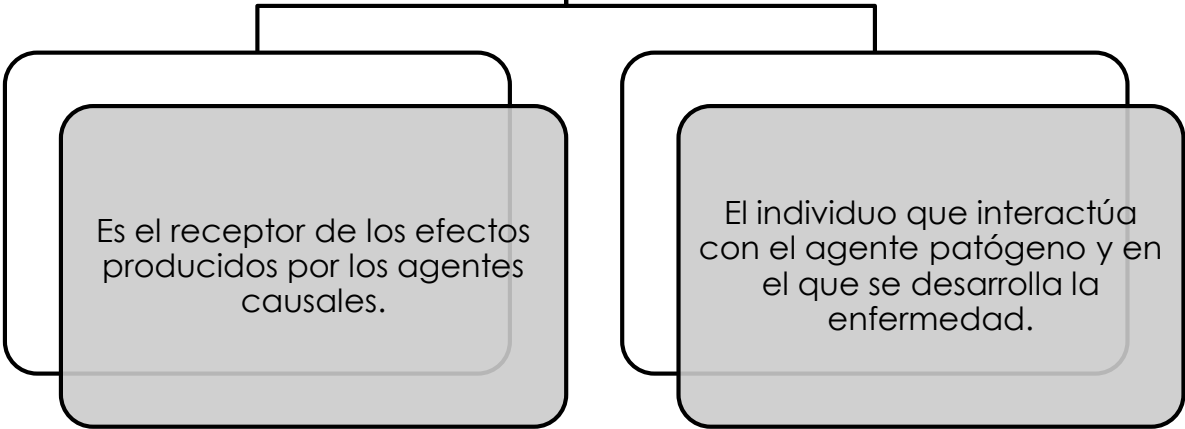 Es el receptor de los efectos
producidos por los agentes
causales.
El individuo que interactúa
con el agente patógeno y en
el que se desarrolla la
enfermedad.